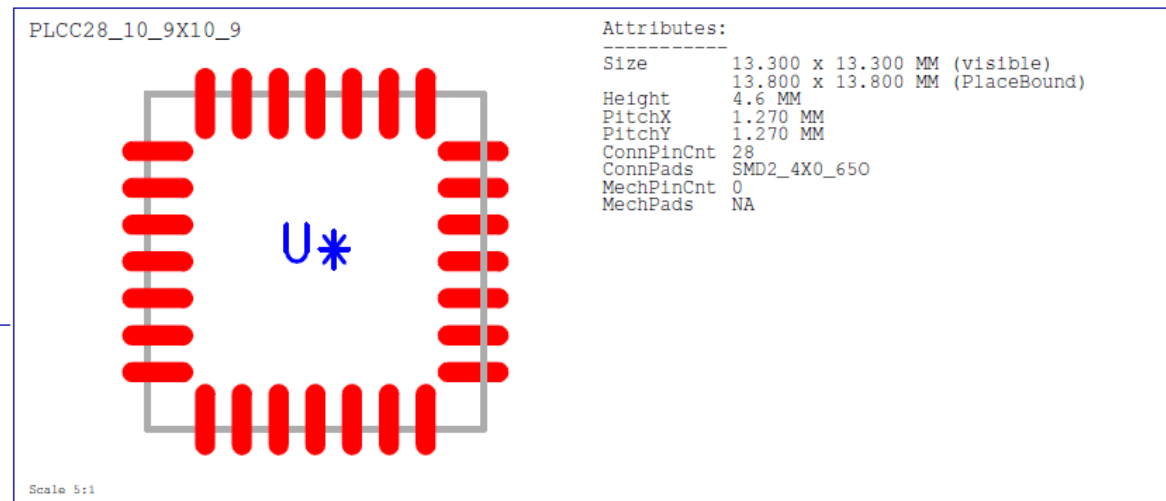 PLCC28_10_9X10_9
U*
Scale 5:1
Attributes:
-----------
Size 13.300 x 13.300 MM (visible)
13.800 x 13.800 MM (PlaceBound)
Height 4.6 MM
PitchX 1.270 MM
PitchY 1.270 MM
ConnPinCnt 28
ConnPads SMD2_4X0_65O
MechPinCnt 0
MechPads NA